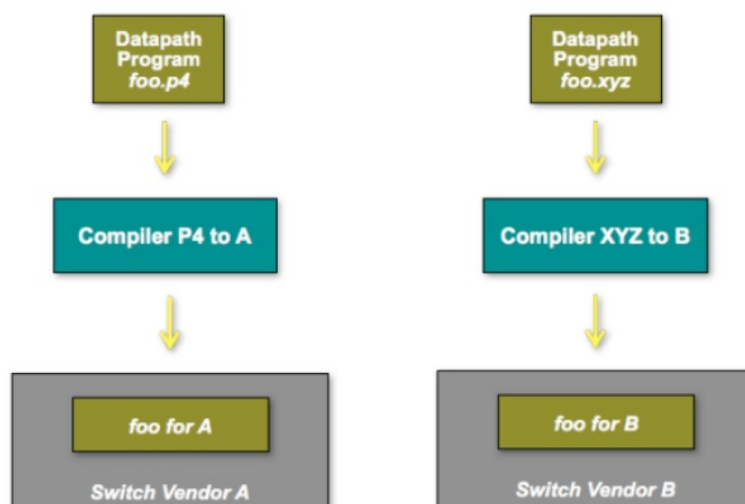 Datapath
Program
foo.p4
Datapath
Program
foo.xyz
Compiler P4 to A
Compiler XYZ to B
foo for A
foo for B
Switch Vendor A
Switch Vendor B